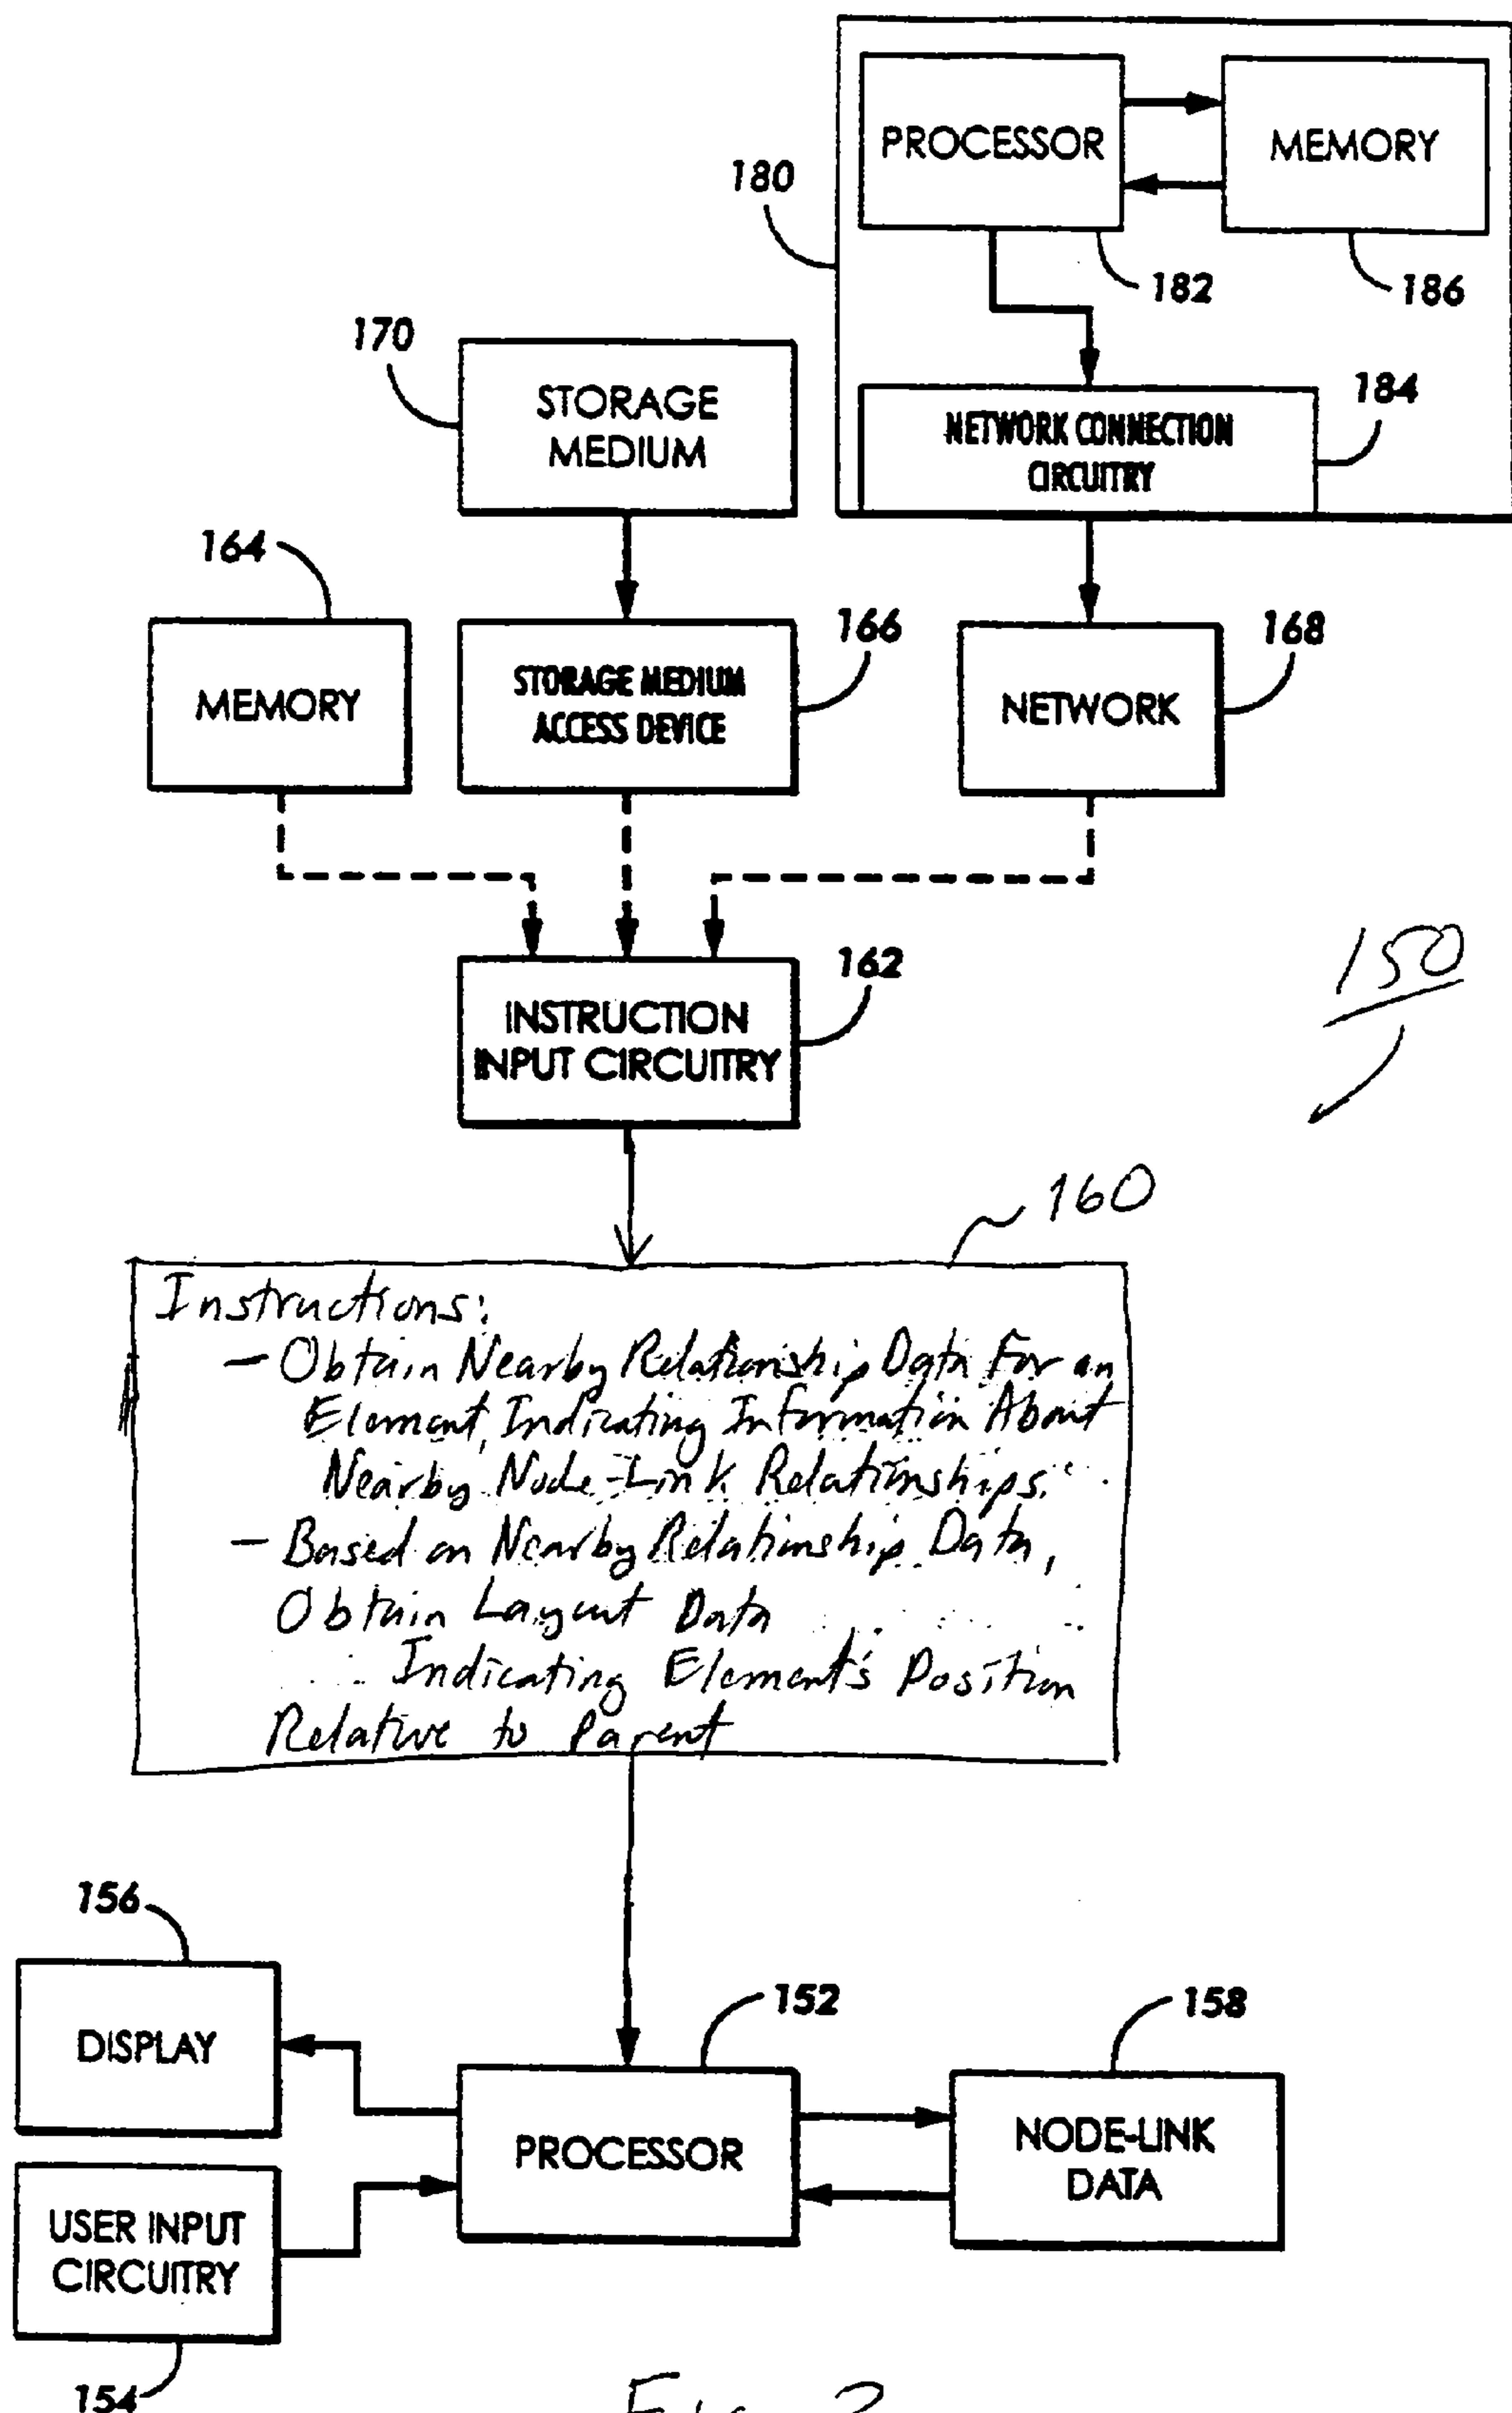 PROCESSOR
MEMORY
180
182
186
170
STORAGE
MEDIUM
184
NETWORK CONNECTION
CIRCUITRY
164
166
168
MEMORY
STORAGE MEDIUM
ACCESS DEVICE
NETWORK
162
150
INSTRUCTION
INPUT CIRCUITRY
160
Instructions:
- Obtain Nearby Relationship Data For an
Element, Indicating Information About
Nearby Node-Link Relationships.
- Based on Nearby Relationship Data,
Obtain Layout Data
Indicating Element's Position
Relative to Parent
156
152
158
DISPLAY
PROCESSOR
NODE-LINK
DATA
USER INPUT
CIRCUITRY
154